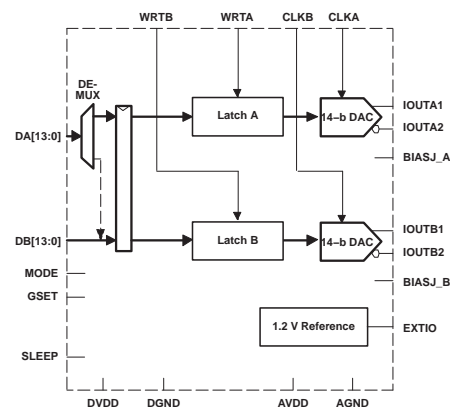 WRTB WRTA CLKB CLKA
DE-
MUX
DA[13:0]
Latch A
14–b DAC
IOUTA1
IOUTA2
BIASJ_A
DB[13:0]
Latch B
14–b DAC
IOUTB1
IOUTB2
BIASJ_B
MODE
GSET
1.2 V Reference
EXTIO
SLEEP
DVDD DGND AVDD AGND